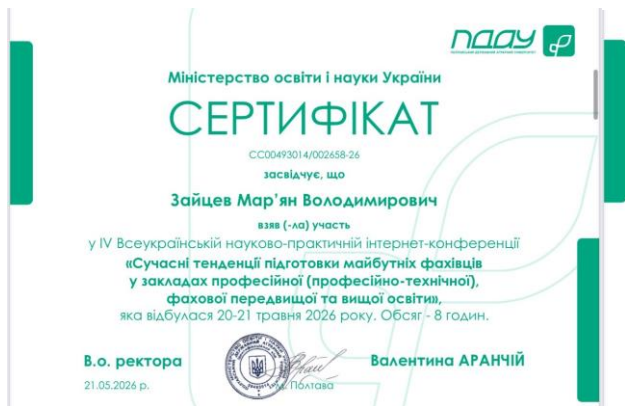 ПДАУ
Міністерство освіти і науки України
СЕРТИФІКАТ
СС00493014/002658-26
засвідчує, що
Зайцев Мар’ян Володимирович
взяв (-ла) участь
у IV Всеукраїнській науково-практичній інтернет-конференції
«Сучасні тенденції підготовки майбутніх фахівців
у закладах професійної (професійно-технічної),
фахової передвищої та вищої освіти»,
яка відбулася 20-21 травня 2026 року. Обсяг - 8 годин.
В.о. ректора
Валентина АРАНЧІЙ
21.05.2026 р.
м. Полтава